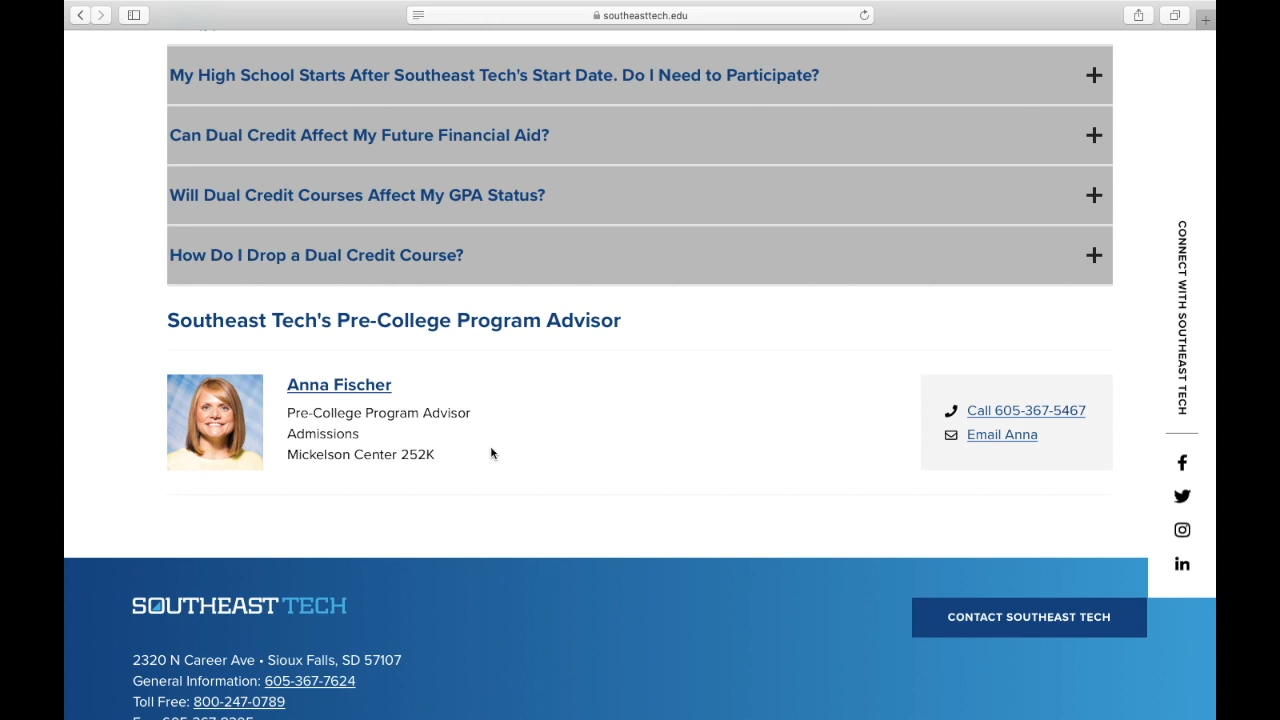 southeasttech.edu
My High School Starts After Southeast Tech's Start Date. Do I Need to Participate?
Can Dual Credit Affect My Future Financial Aid?
Will Dual Credit Courses Affect My GPA Status?
How Do I Drop a Dual Credit Course?
Southeast Tech's Pre-College Program Advisor
Anna Fischer
Pre-College Program Advisor
Admissions
Mickelson Center 252K
Call 605-367-5467
Email Anna
CONNECT WITH SOUTHEAST TECH
SOUTHEAST TECH
CONTACT SOUTHEAST TECH
2320 N Career Ave • Sioux Falls, SD 57107
General Information: 605-367-7624
Toll Free: 800-247-0789